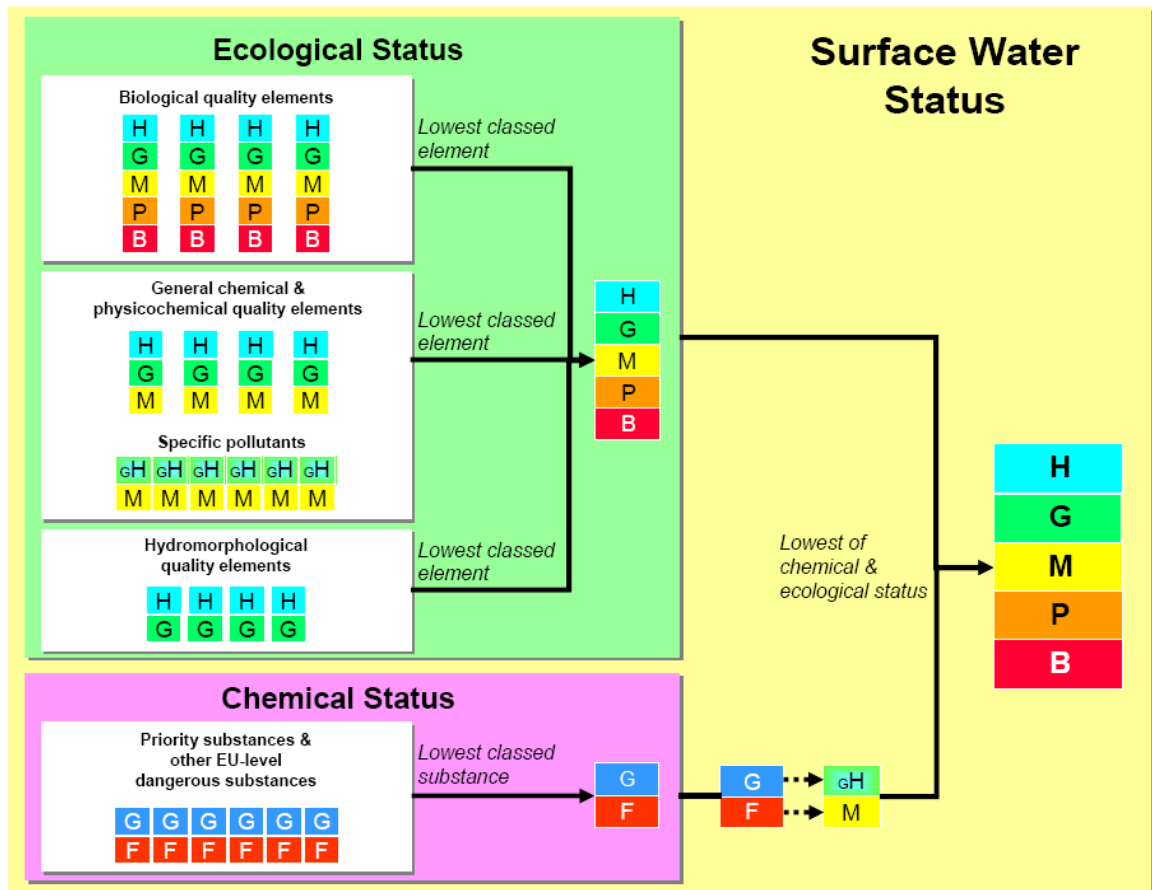 Ecological Status
Surface Water
Status
Biological quality elements
H H H H
G G G G
M M M M
P P P P
B B B B
Lowest classed
element
General chemical &
physicochemical quality elements
H H H H
G G G G
M M M M
Lowest classed
element
Specific pollutants
GH GH GH GH GH GH
M M M M M M
Hydromorphological
quality elements
H H H H
G G G G
Lowest classed
element
H
G
M
P
B
Lowest of
chemical &
ecological status
H
G
M
P
B
Chemical Status
Priority substances &
other EU-level
dangerous substances
G G G G G G
F F F F F F
Lowest classed
substance
G
F
G
F
GH
M